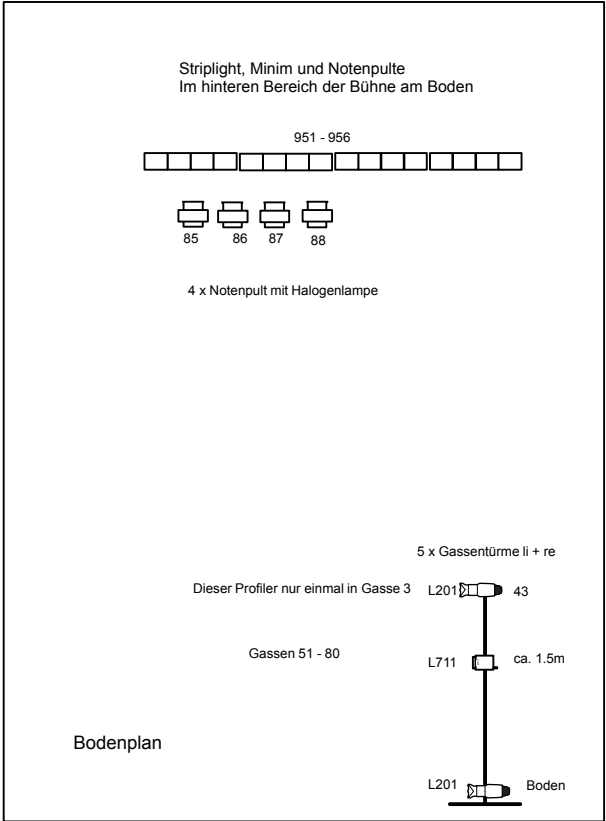 Striplight, Minim und Notenpulte
Im hinteren Bereich der Bühne am Boden
951 - 956
85 86 87 88
4 x Notenpult mit Halogenlampe
5 x Gassentürme li + re
Dieser Profiler nur einmal in Gasse 3 L201 43
Gassen 51 - 80 L711 ca. 1.5m
Bodenplan
L201 Boden